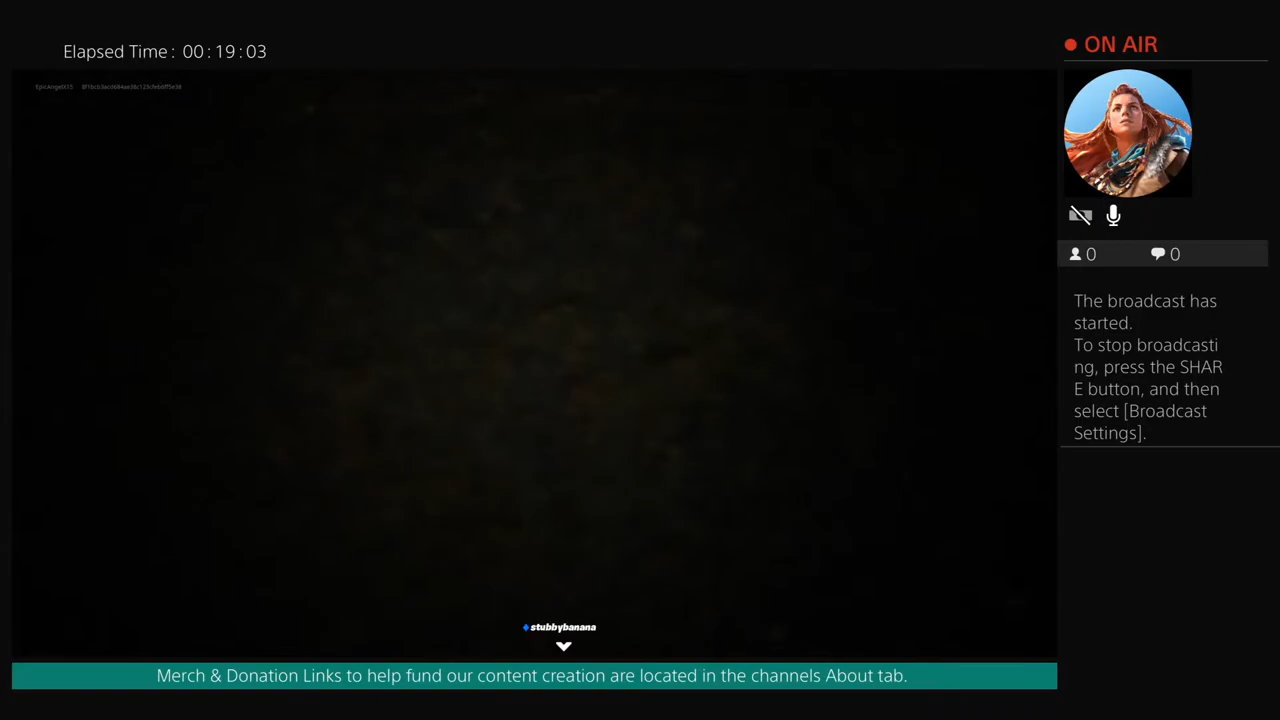 Elapsed Time: 00:19:03
ON AIR
EpicAngelX15
0 0
The broadcast has
started.
To stop broadcasti
ng, press the SHAR
E button, and then
select [Broadcast
Settings].
stubbybanana
Merch & Donation Links to help fund our content creation are located in the channels About tab.